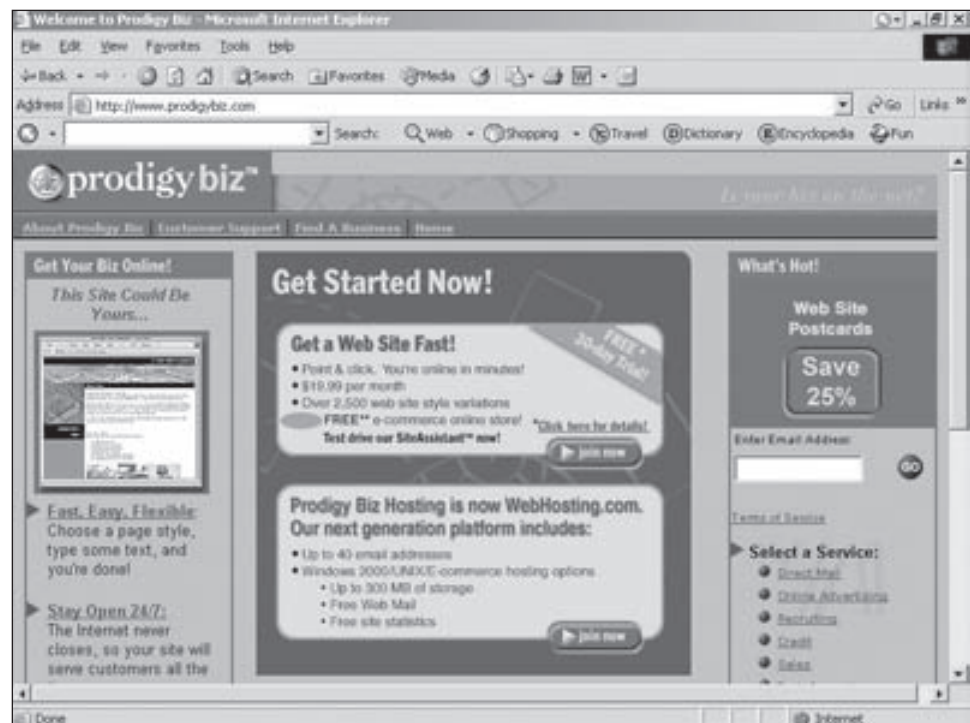 Welcome to Prodigy Biz - Microsoft Internet Explorer
File Edit View Favorites Tools Help
Back Search Favorites Media
Address http://www.prodigybiz.com Go Links »
Search: Web Shopping Travel Dictionary Encyclopedia Fun
prodigy biz™
Is your biz on the net?
About Prodigy Biz Customer Support Find A Business Home
Get Your Biz Online!
This Site Could Be
Yours...
Fast, Easy, Flexible:
Choose a page style,
type some text, and
you're done!
Stay Open 24/7:
The Internet never
closes, so your site will
serve customers all the
Get Started Now!
Get a Web Site Fast!
FREE*
30-day Trial!
• Point & click. You're online in minutes!
• $19.99 per month
• Over 2,500 web site style variations
FREE** e-commerce online store!
Test drive our SiteAssistant™ now!
*Click here for details!
join now
Prodigy Biz Hosting is now WebHosting.com.
Our next generation platform includes:
• Up to 40 email addresses
• Windows 2000/UNIX/E-commerce hosting options
• Up to 300 MB of storage
• Free Web Mail
• Free site statistics
join now
What's Hot!
Web Site
Postcards
Save
25%
Enter Email Address
GO
Terms of Service
Select a Service:
Direct Mail
Online Advertising
Recruiting
Credit
Sales
Done Internet